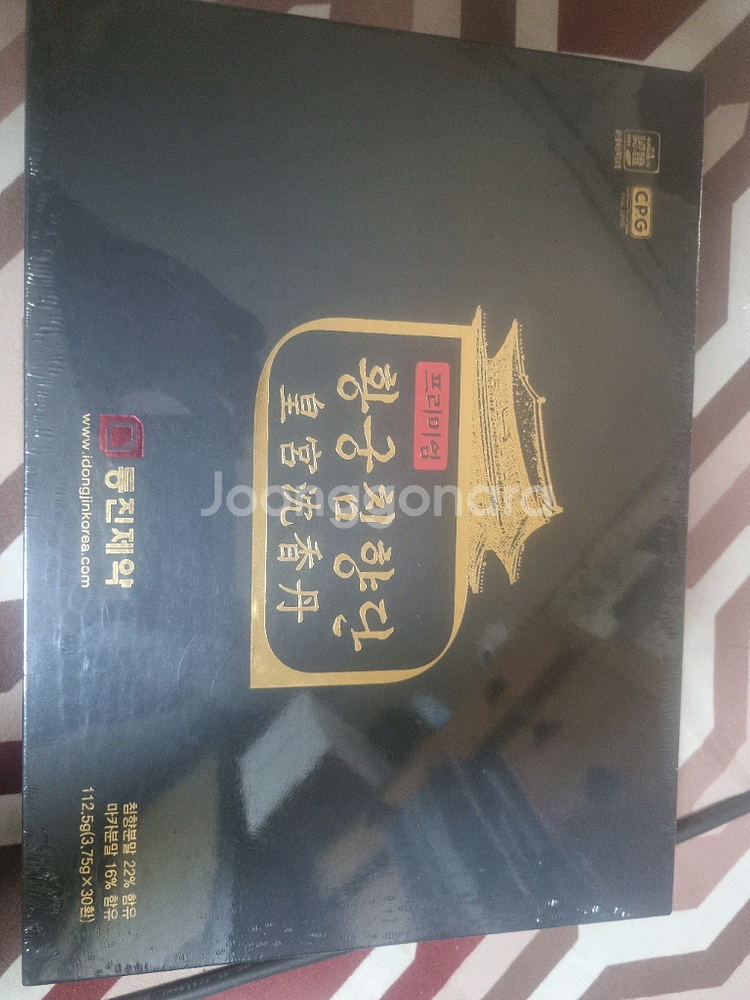 CPG
프리미엄
황궁침향단
皇宮沈香丹
동진제약
www.idongjinkorea.com
침향분말 22% 함유
마카분말 16% 함유
112.5g(3.75g×30환)
Joonggonara